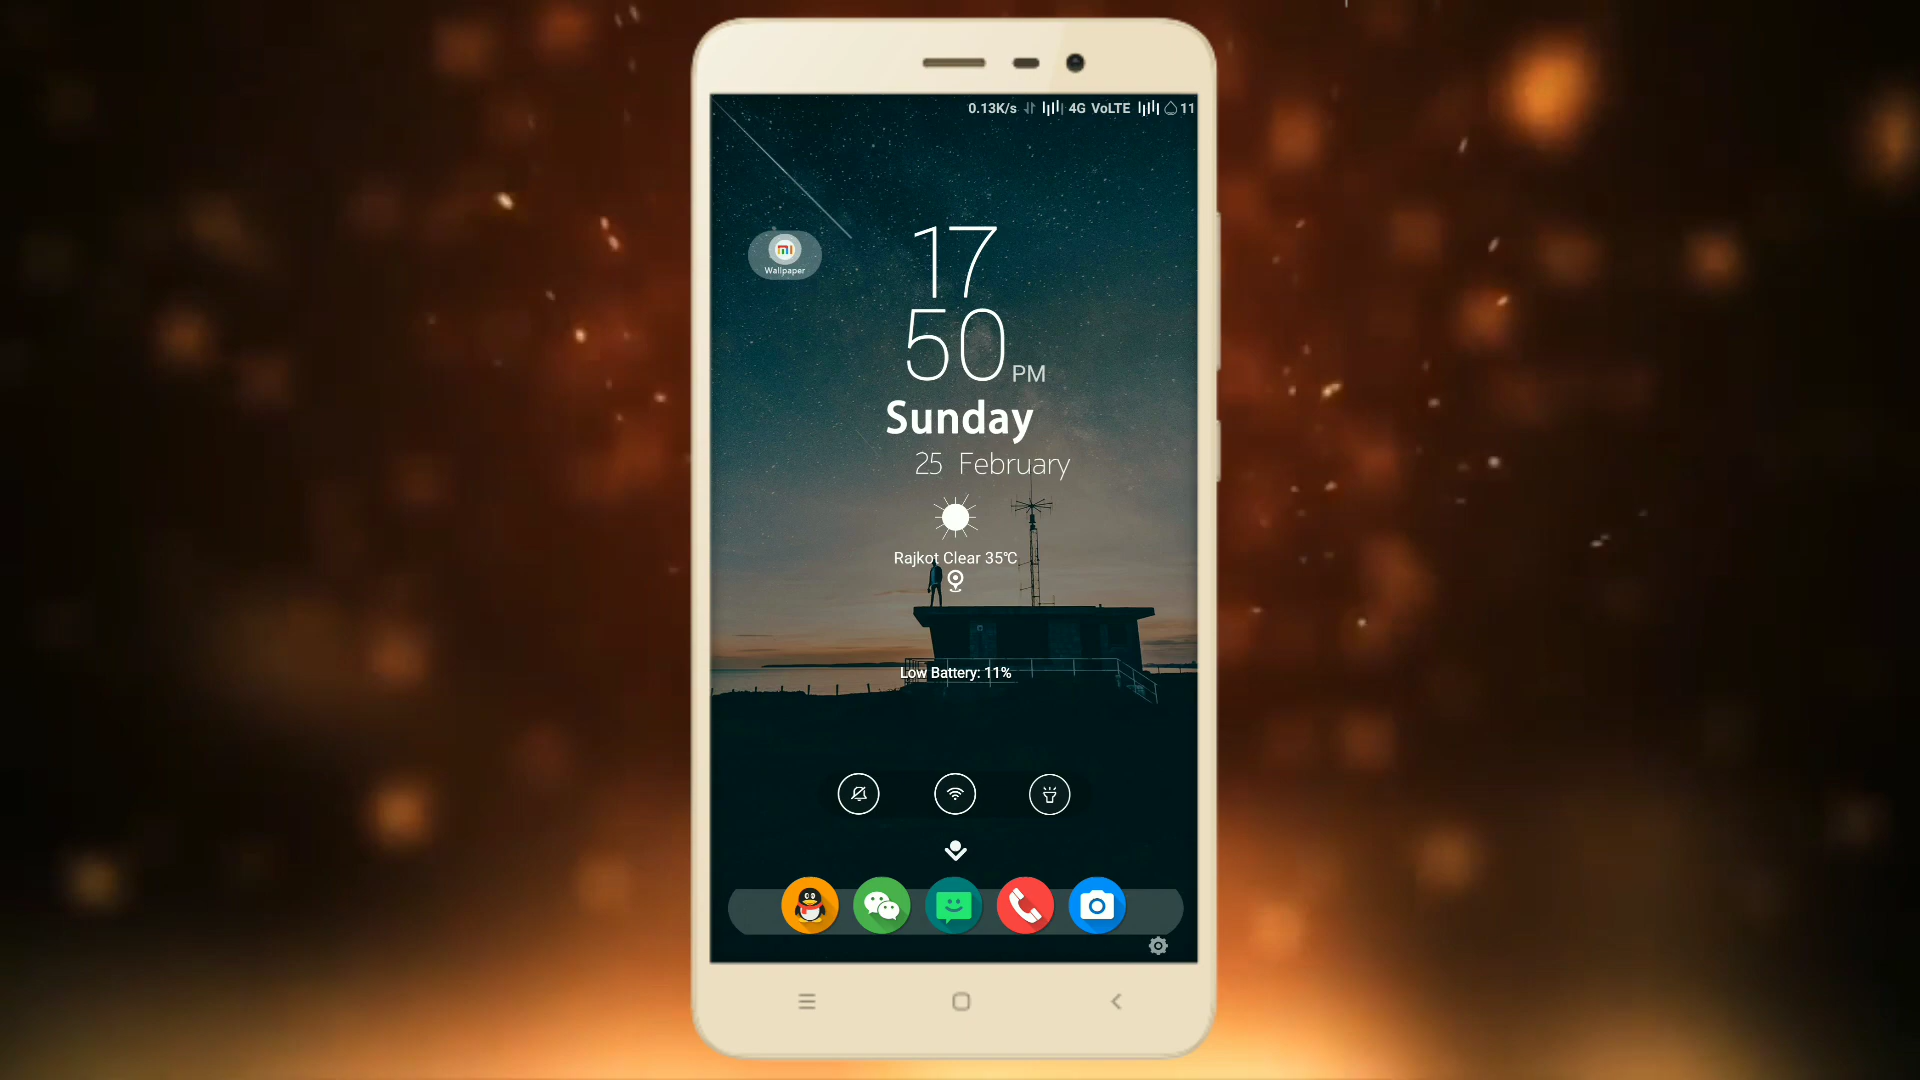 0.13K/s 4G VoLTE 11
Wallpaper
17
50 PM
Sunday
25 February
Rajkot Clear 35℃
Low Battery: 11%